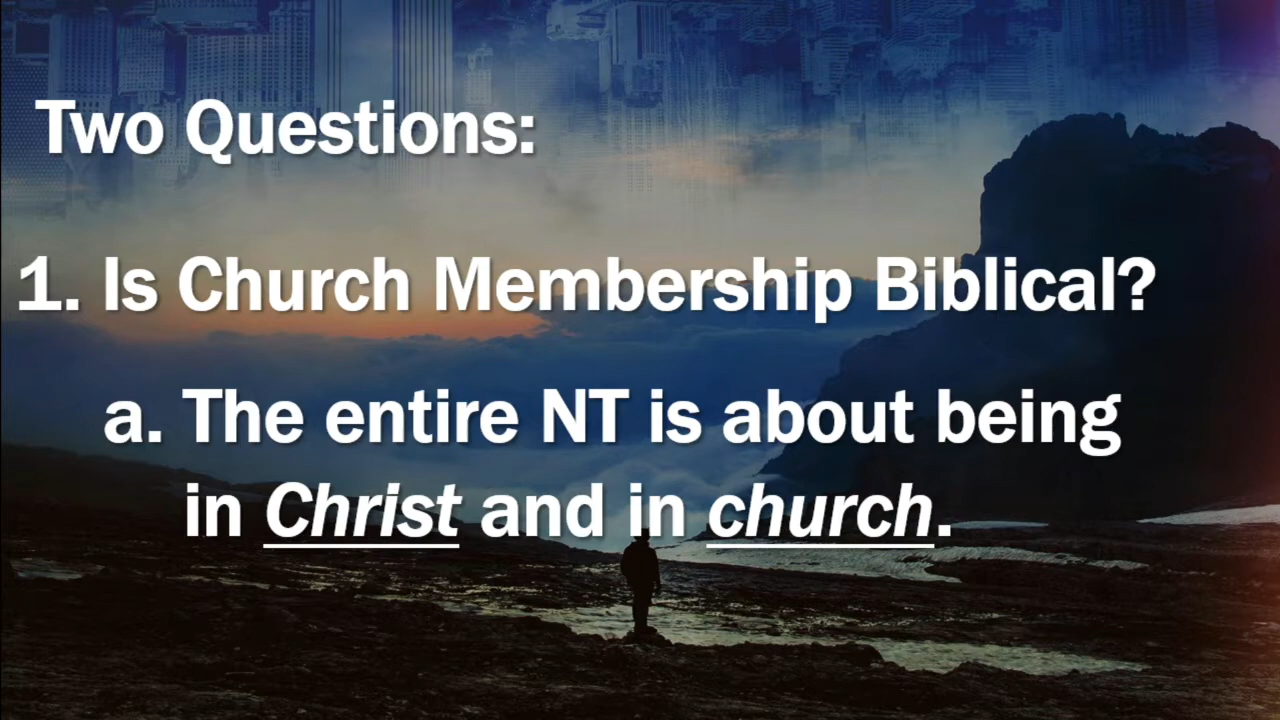 Two Questions:
1. Is Church Membership Biblical?
a. The entire NT is about being
in Christ and in church.